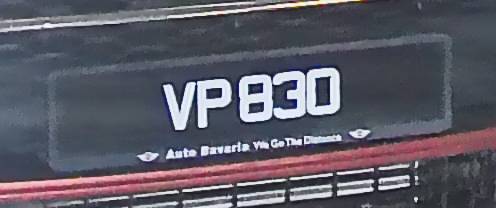 VP 830
Auto Bavaria We Go The Distance